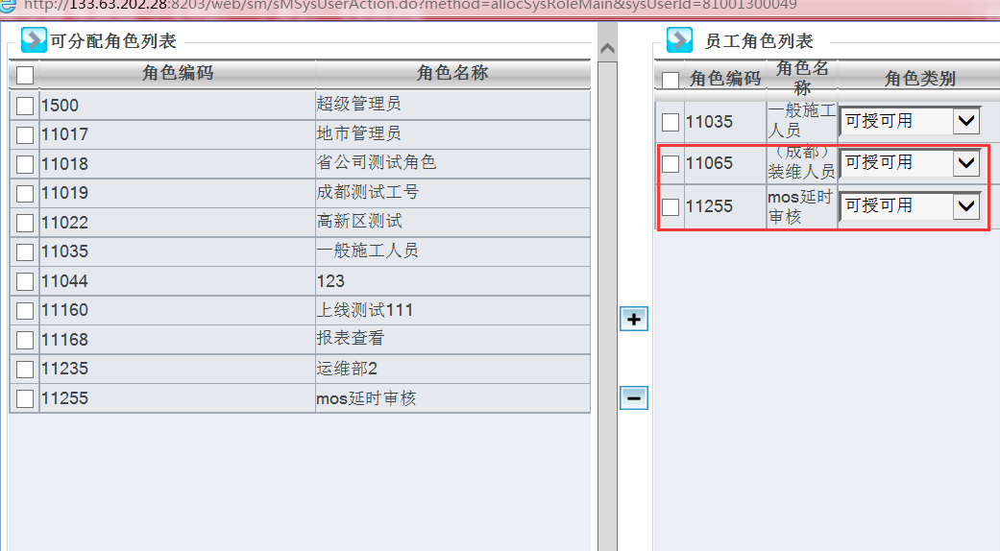 http://133.63.202.28:8203/web/sm/sMSysUserAction.do?method=allocSysRoleMain&sysUserId=81001300049
可分配角色列表
角色编码 角色名称
1500 超级管理员
11017 地市管理员
11018 省公司测试角色
11019 成都测试工号
11022 高新区测试
11035 一般施工人员
11044 123
11160 上线测试111
11168 报表查看
11235 运维部2
11255 mos延时审核
员工角色列表
角色编码 角色名
称 角色类别
11035 一般施工
人员 可授可用
11065 （成都）
装维人员 可授可用
11255 mos延时
审核 可授可用